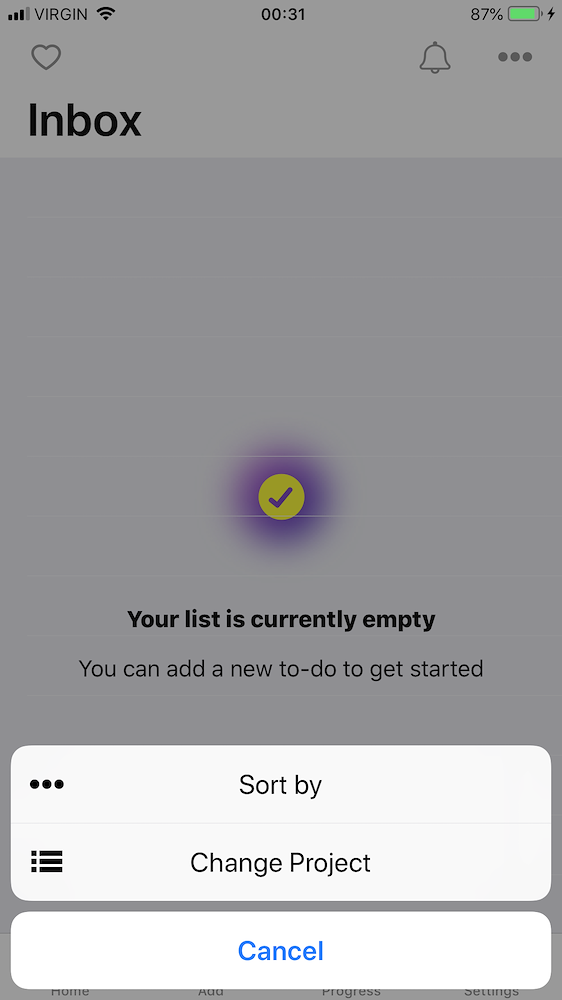 VIRGIN 00:31 87%
Inbox
Your list is currently empty
You can add a new to-do to get started
Sort by
Change Project
Cancel
Home Add Progress Settings